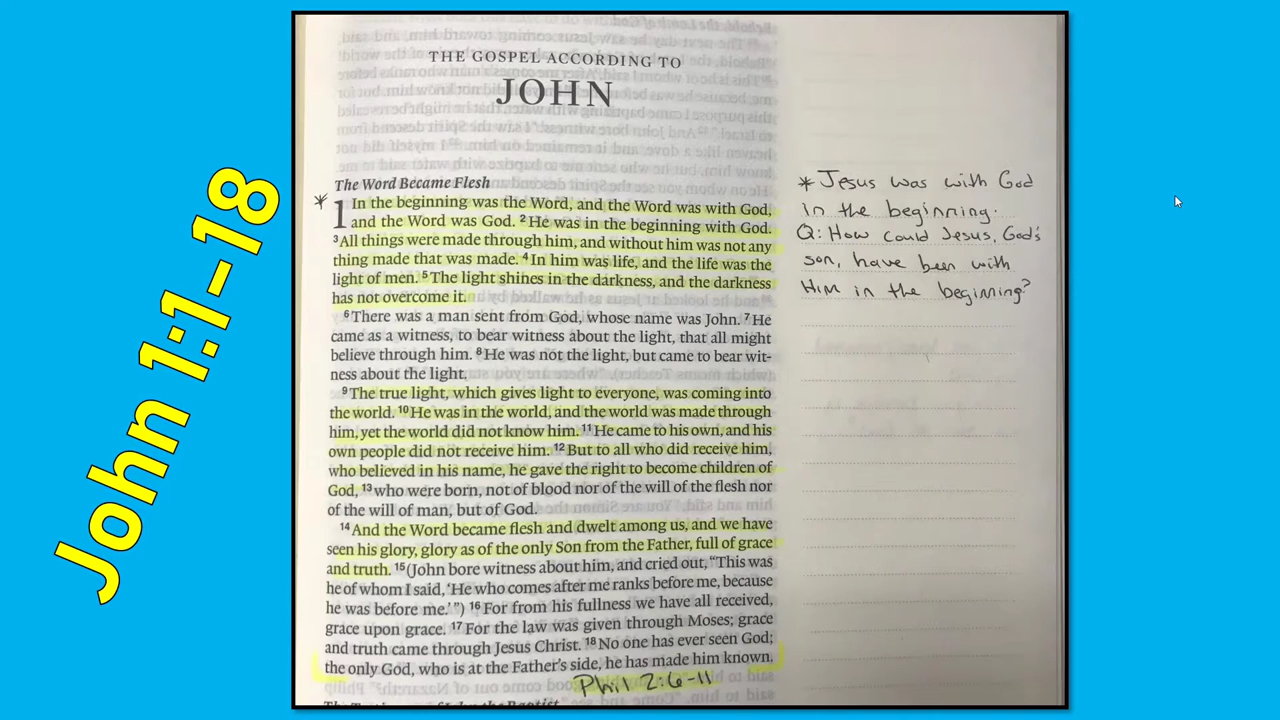 John 1:1-18
THE GOSPEL ACCORDING TO
JOHN
The Word Became Flesh
* 1 In the beginning was the Word, and the Word was with God,
and the Word was God. 2 He was in the beginning with God.
3 All things were made through him, and without him was not any
thing made that was made. 4 In him was life, and the life was the
light of men. 5 The light shines in the darkness, and the darkness
has not overcome it.
6 There was a man sent from God, whose name was John. 7 He
came as a witness, to bear witness about the light, that all might
believe through him. 8 He was not the light, but came to bear wit-
ness about the light.
9 The true light, which gives light to everyone, was coming into
the world. 10 He was in the world, and the world was made through
him, yet the world did not know him. 11 He came to his own, and his
own people did not receive him. 12 But to all who did receive him,
who believed in his name, he gave the right to become children of
God, 13 who were born, not of blood nor of the will of the flesh nor
of the will of man, but of God.
14 And the Word became flesh and dwelt among us, and we have
seen his glory, glory as of the only Son from the Father, full of grace
and truth. 15 (John bore witness about him, and cried out, “This was
he of whom I said, ‘He who comes after me ranks before me, because
he was before me.’”) 16 For from his fullness we have all received,
grace upon grace. 17 For the law was given through Moses; grace
and truth came through Jesus Christ. 18 No one has ever seen God;
the only God, who is at the Father’s side, he has made him known.
Phil 2:6-11
* Jesus was with God
in the beginning.
Q: How could Jesus, God's
son, have been with
Him in the beginning?